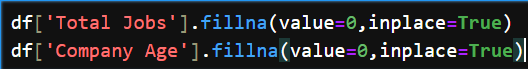 df['Total Jobs'].fillna(value=0,inplace=True)
df['Company Age'].fillna(value=0,inplace=True)